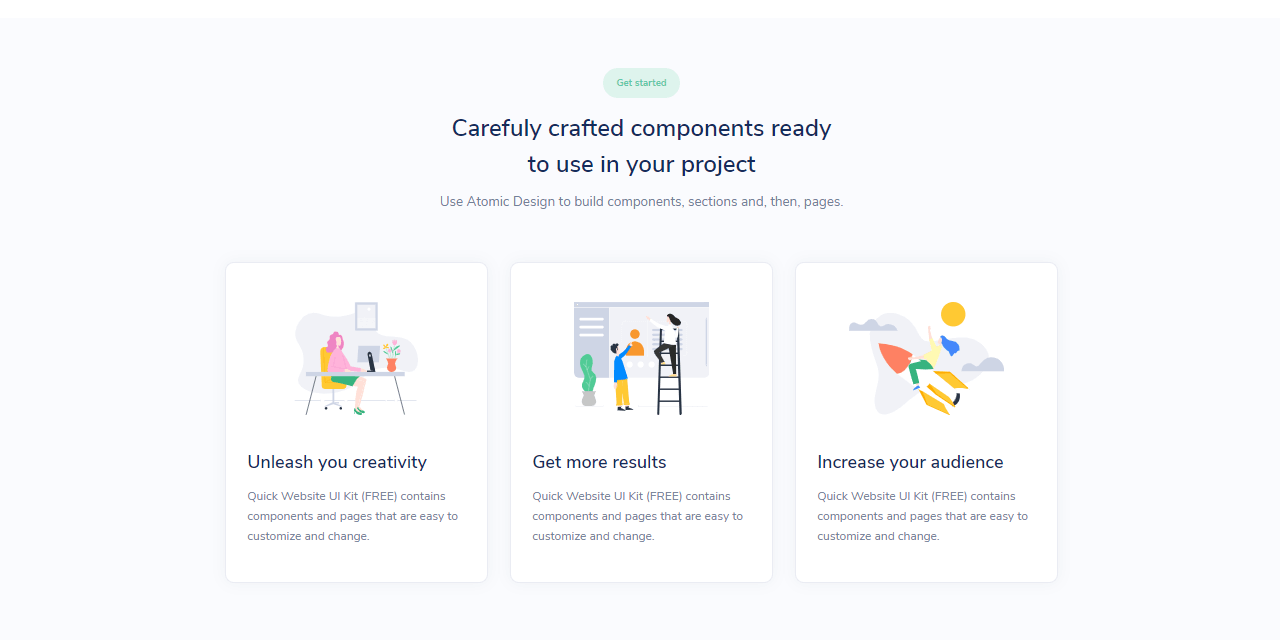 Get started
Carefuly crafted components ready
to use in your project
Use Atomic Design to build components, sections and, then, pages.
Unleash you creativity
Quick Website UI Kit (FREE) contains
components and pages that are easy to
customize and change.
Get more results
Quick Website UI Kit (FREE) contains
components and pages that are easy to
customize and change.
Increase your audience
Quick Website UI Kit (FREE) contains
components and pages that are easy to
customize and change.